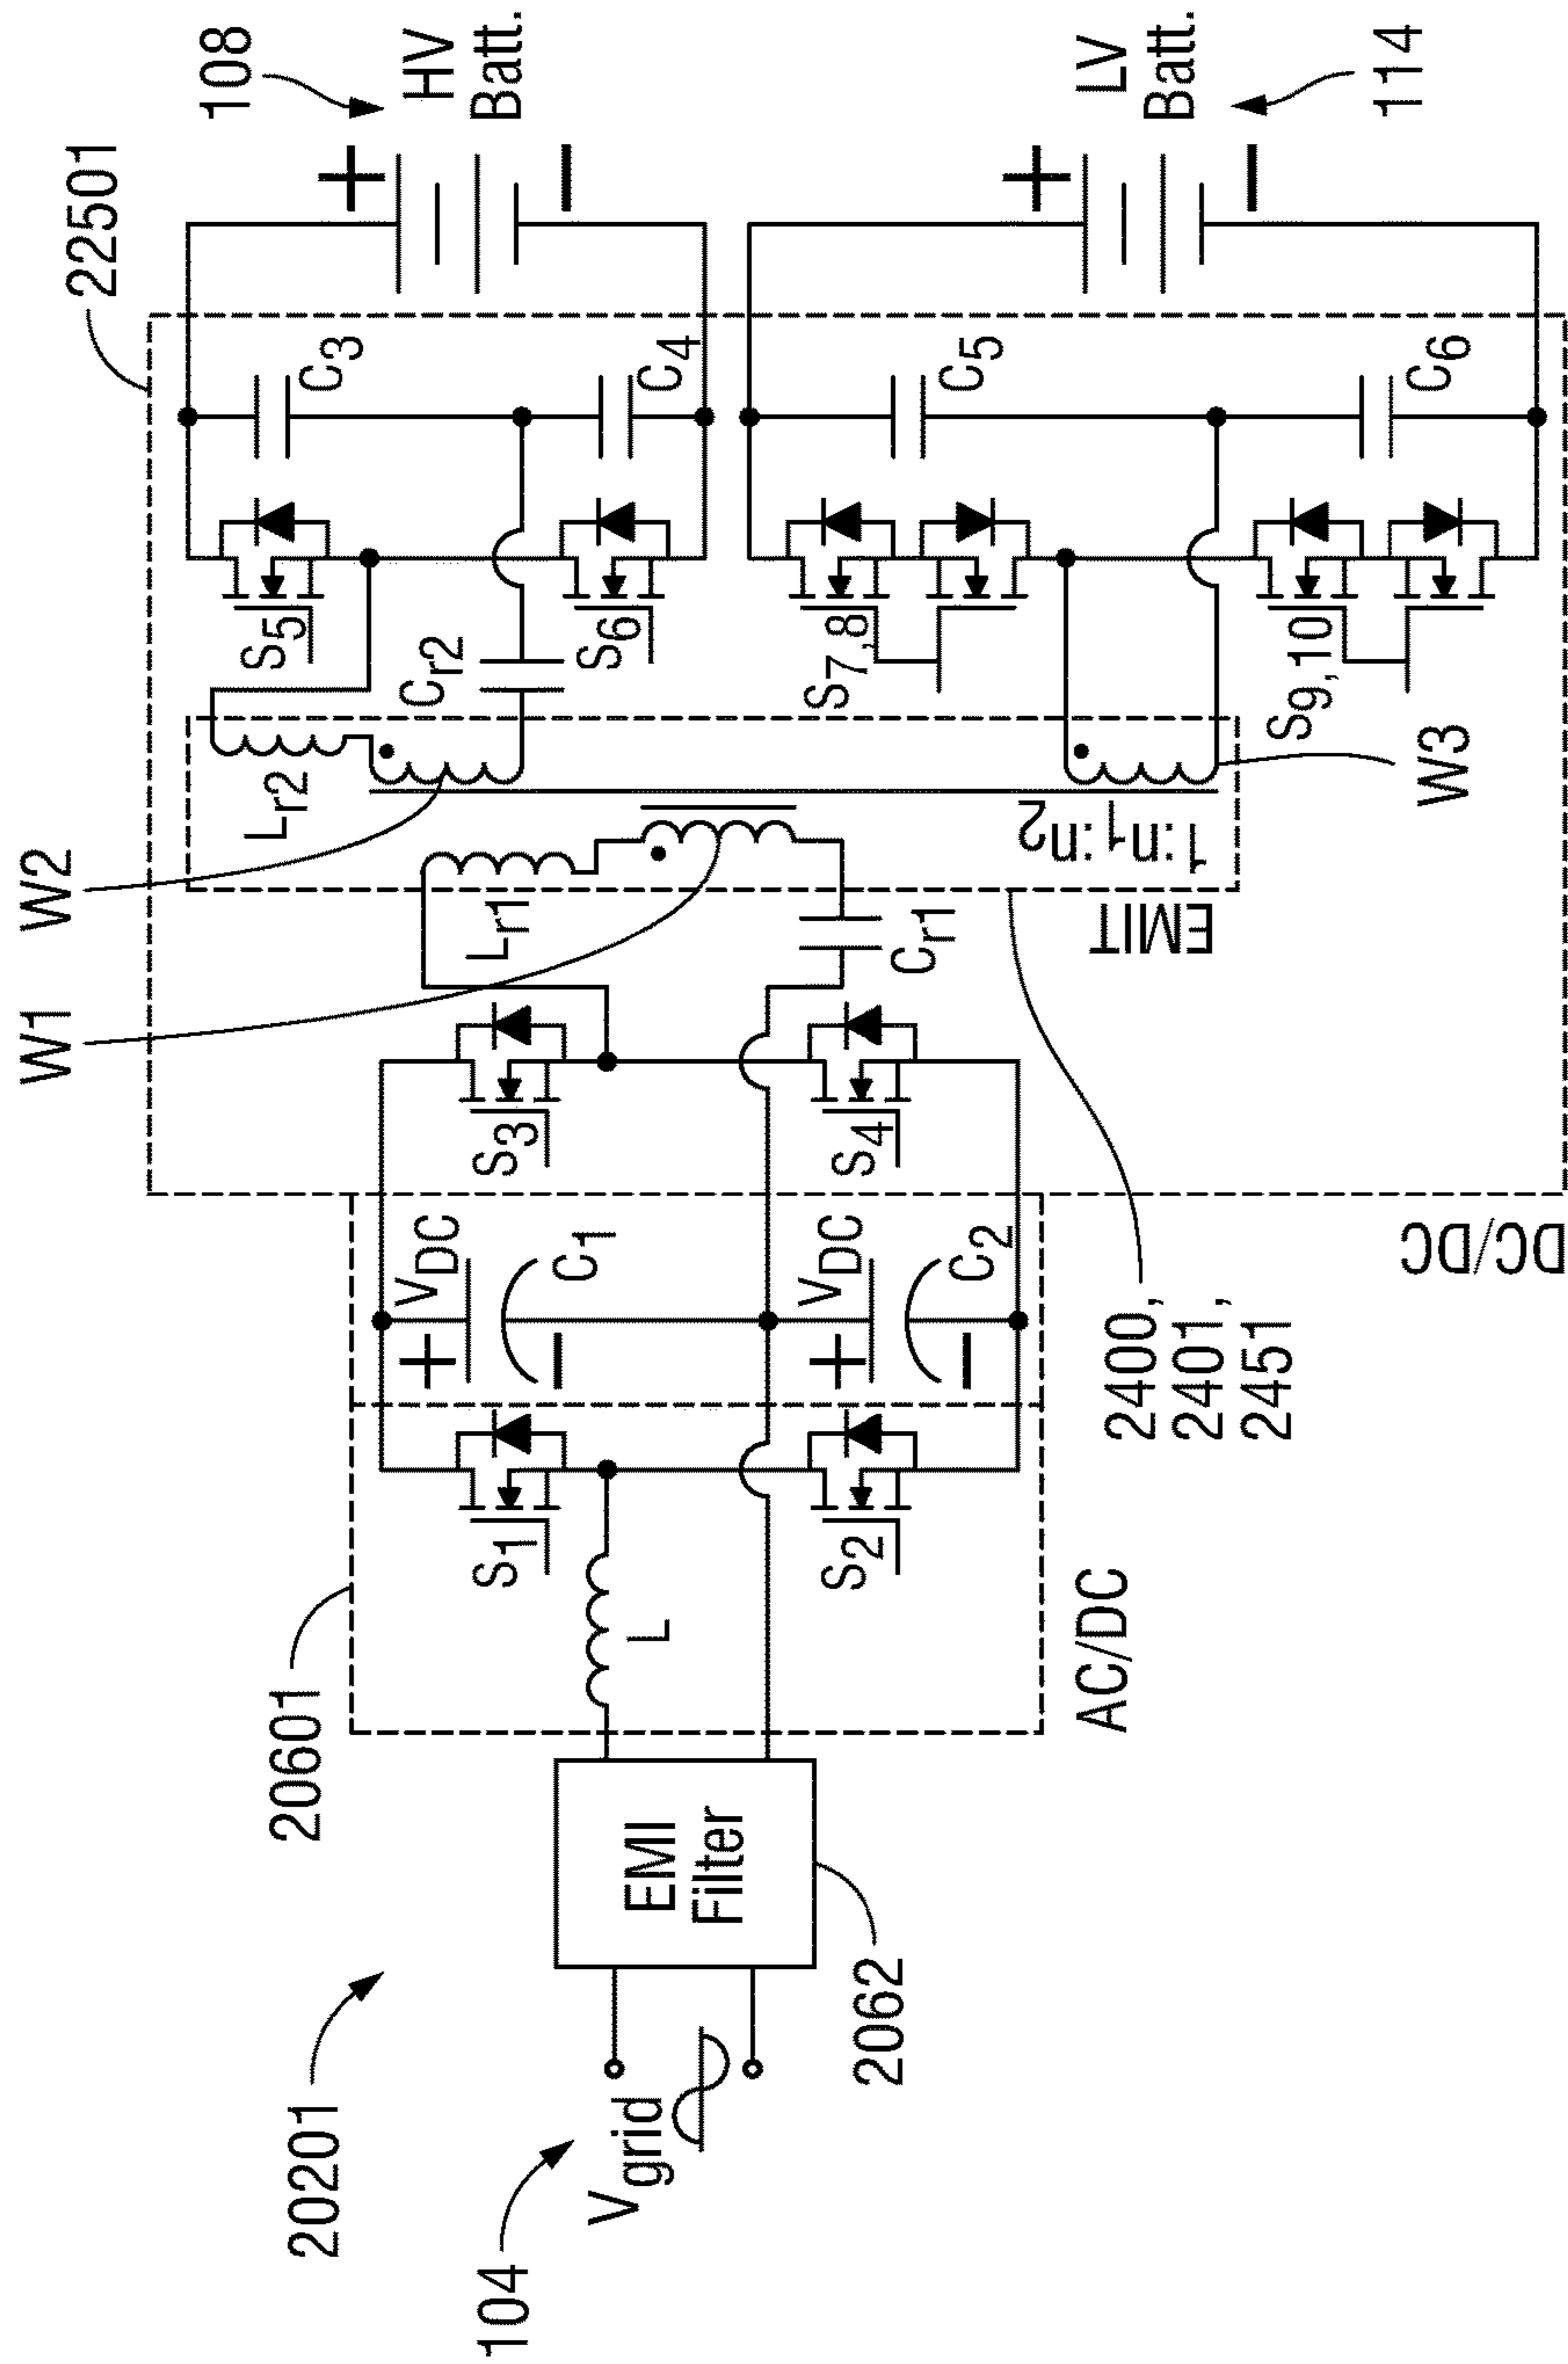 20201
104
Vgrid
EMI
Filter
2062
20601
L
S1
S2
AC/DC
VDC
C1
VDC
C2
S3
S4
2400,
2401,
2451
DC/DC
W1
W2
Lr1
Cr1
EMIT
1:n1:n2
Lr2
Cr2
W3
22501
S5
S6
S7,8
S9,10
C3
C4
C5
C6
108
HV
Batt.
LV
Batt.
114